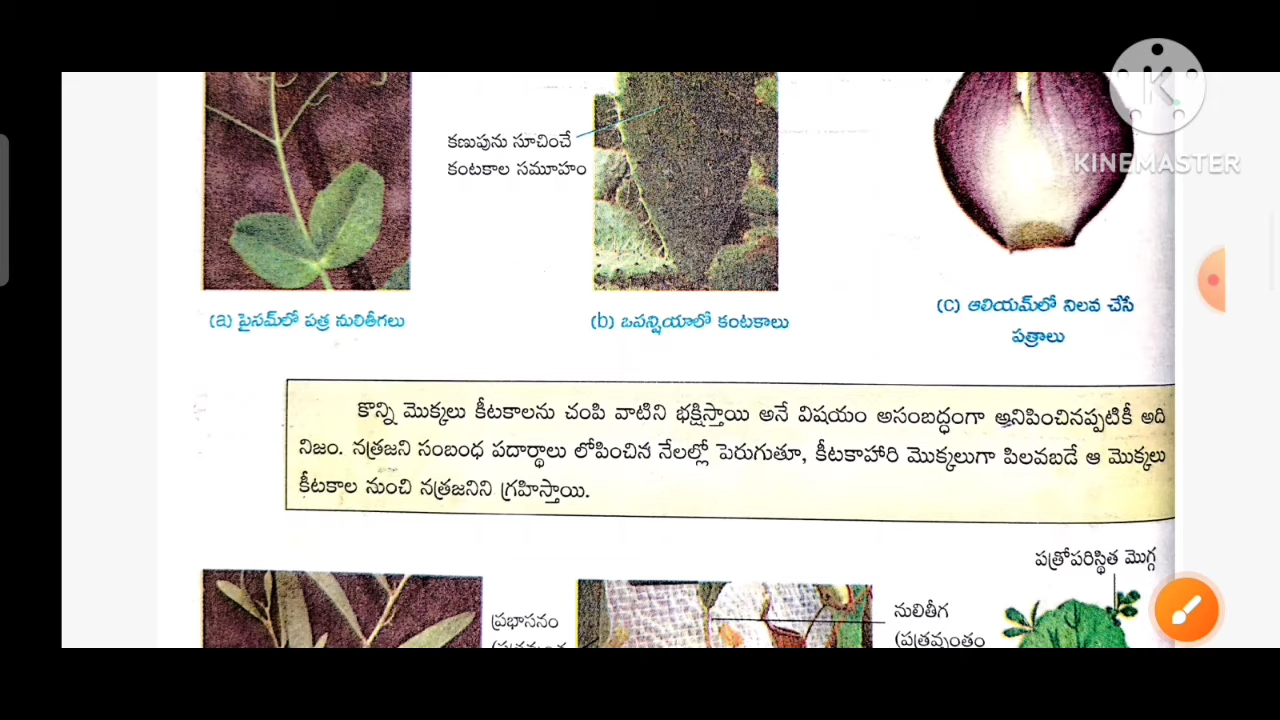 K
KINEMASTER
కణుపును సూచించే
కంటకాల సమూహం
(a) పైసమ్‌లో పత్ర నులితీగలు
(b) ఒపన్షియాలో కంటకాలు
(c) ఆలియమ్‌లో నిలవ చేసే
పత్రాలు
కొన్ని మొక్కలు కీటకాలను చంపి వాటిని భక్షిస్తాయి అనే విషయం అసంబద్ధంగా అనిపించినప్పటికీ అది
నిజం. నత్రజని సంబంధ పదార్థాలు లోపించిన నేలల్లో పెరుగుతూ, కీటకాహారి మొక్కలుగా పిలవబడే ఆ మొక్కలు
కీటకాల నుంచి నత్రజనిని గ్రహిస్తాయి.
పత్రోపరిస్థిత మొగ్గ
ప్రభాసనం
నులితీగ
(పత్రవృంతం